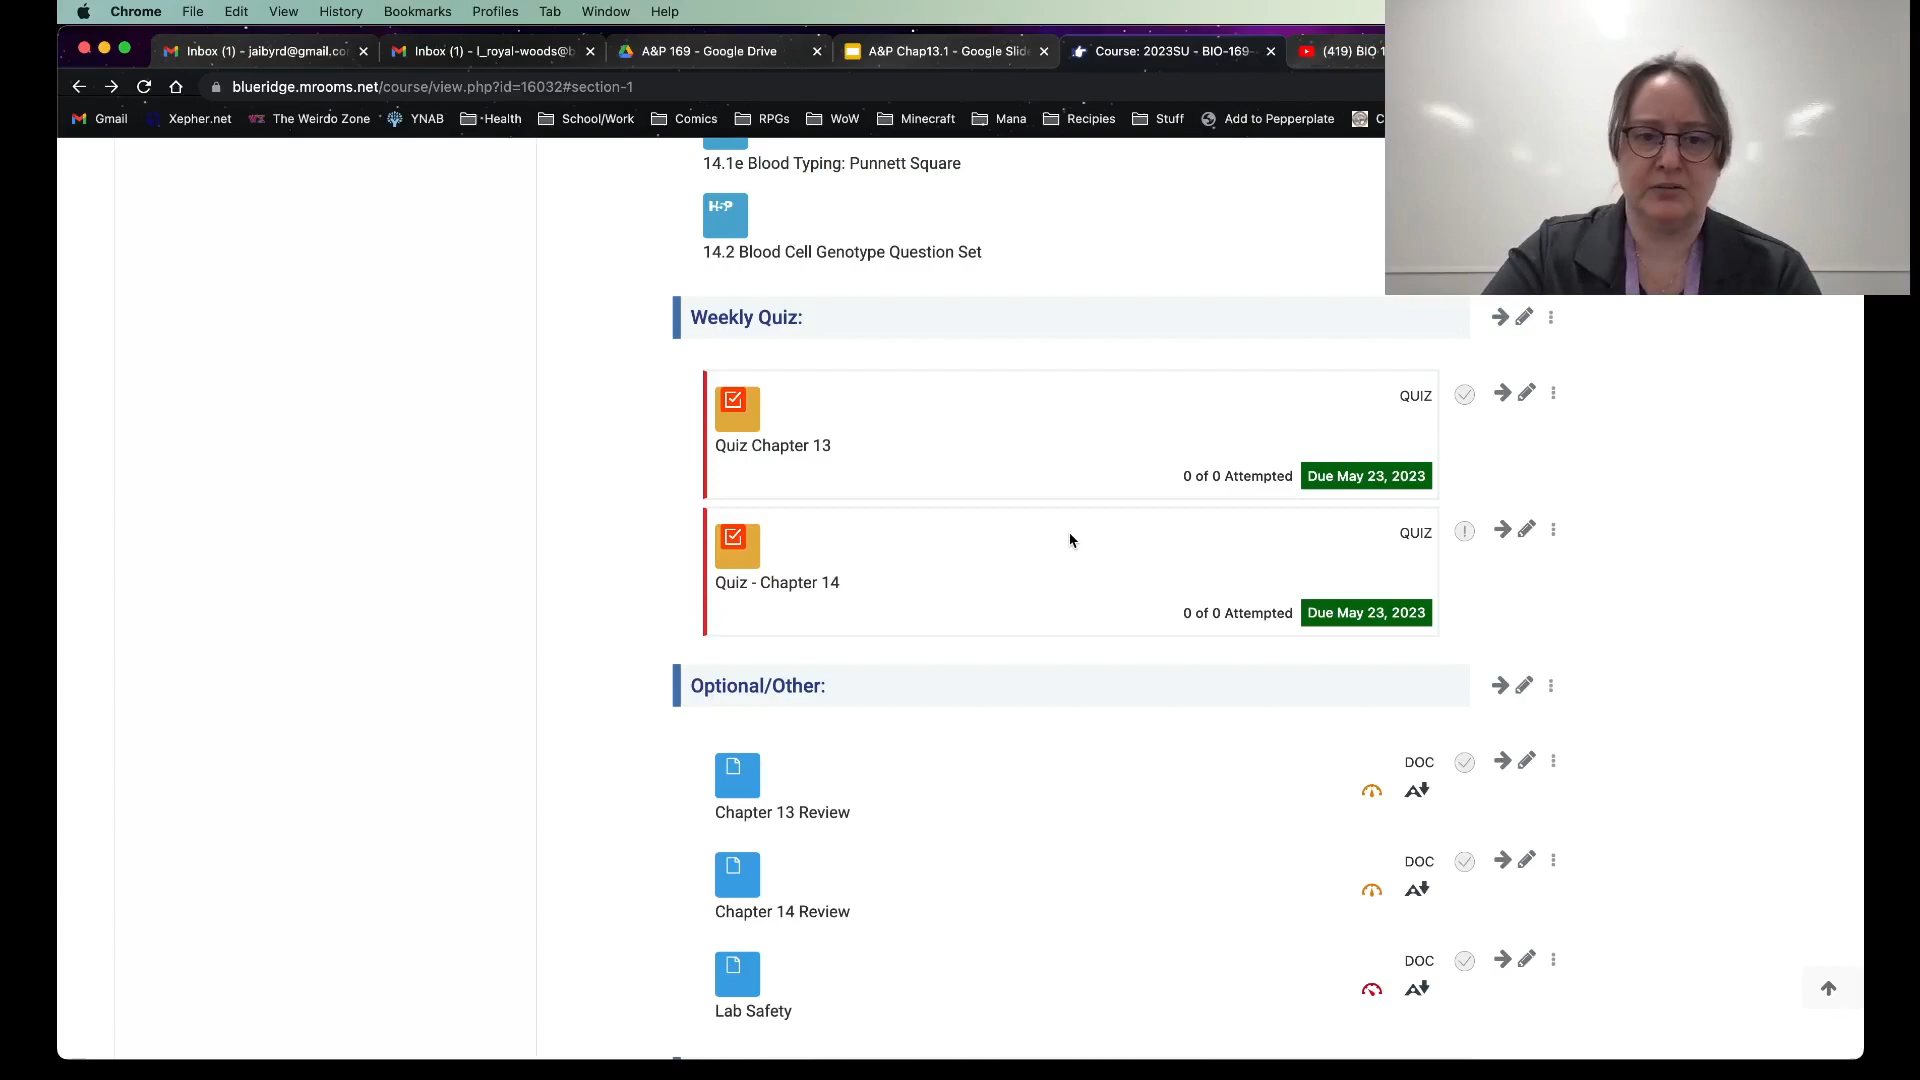 Chrome File Edit View History Bookmarks Profiles Tab Window Help
Inbox (1) - jaibyrd@gmail.co Inbox (1) - l_royal-woods@b A&P 169 - Google Drive A&P Chap13.1 - Google Slide Course: 2023SU - BIO-169- (419) BIO 1
blueridge.mrooms.net/course/view.php?id=16032#section-1
Gmail Xepher.net The Weirdo Zone YNAB Health School/Work Comics RPGs WoW Minecraft Mana Recipies Stuff Add to Pepperplate C
14.1e Blood Typing: Punnett Square
H-P
14.2 Blood Cell Genotype Question Set
Weekly Quiz:
QUIZ
Quiz Chapter 13
0 of 0 Attempted Due May 23, 2023
QUIZ
Quiz - Chapter 14
0 of 0 Attempted Due May 23, 2023
Optional/Other:
DOC
Chapter 13 Review
DOC
Chapter 14 Review
DOC
Lab Safety